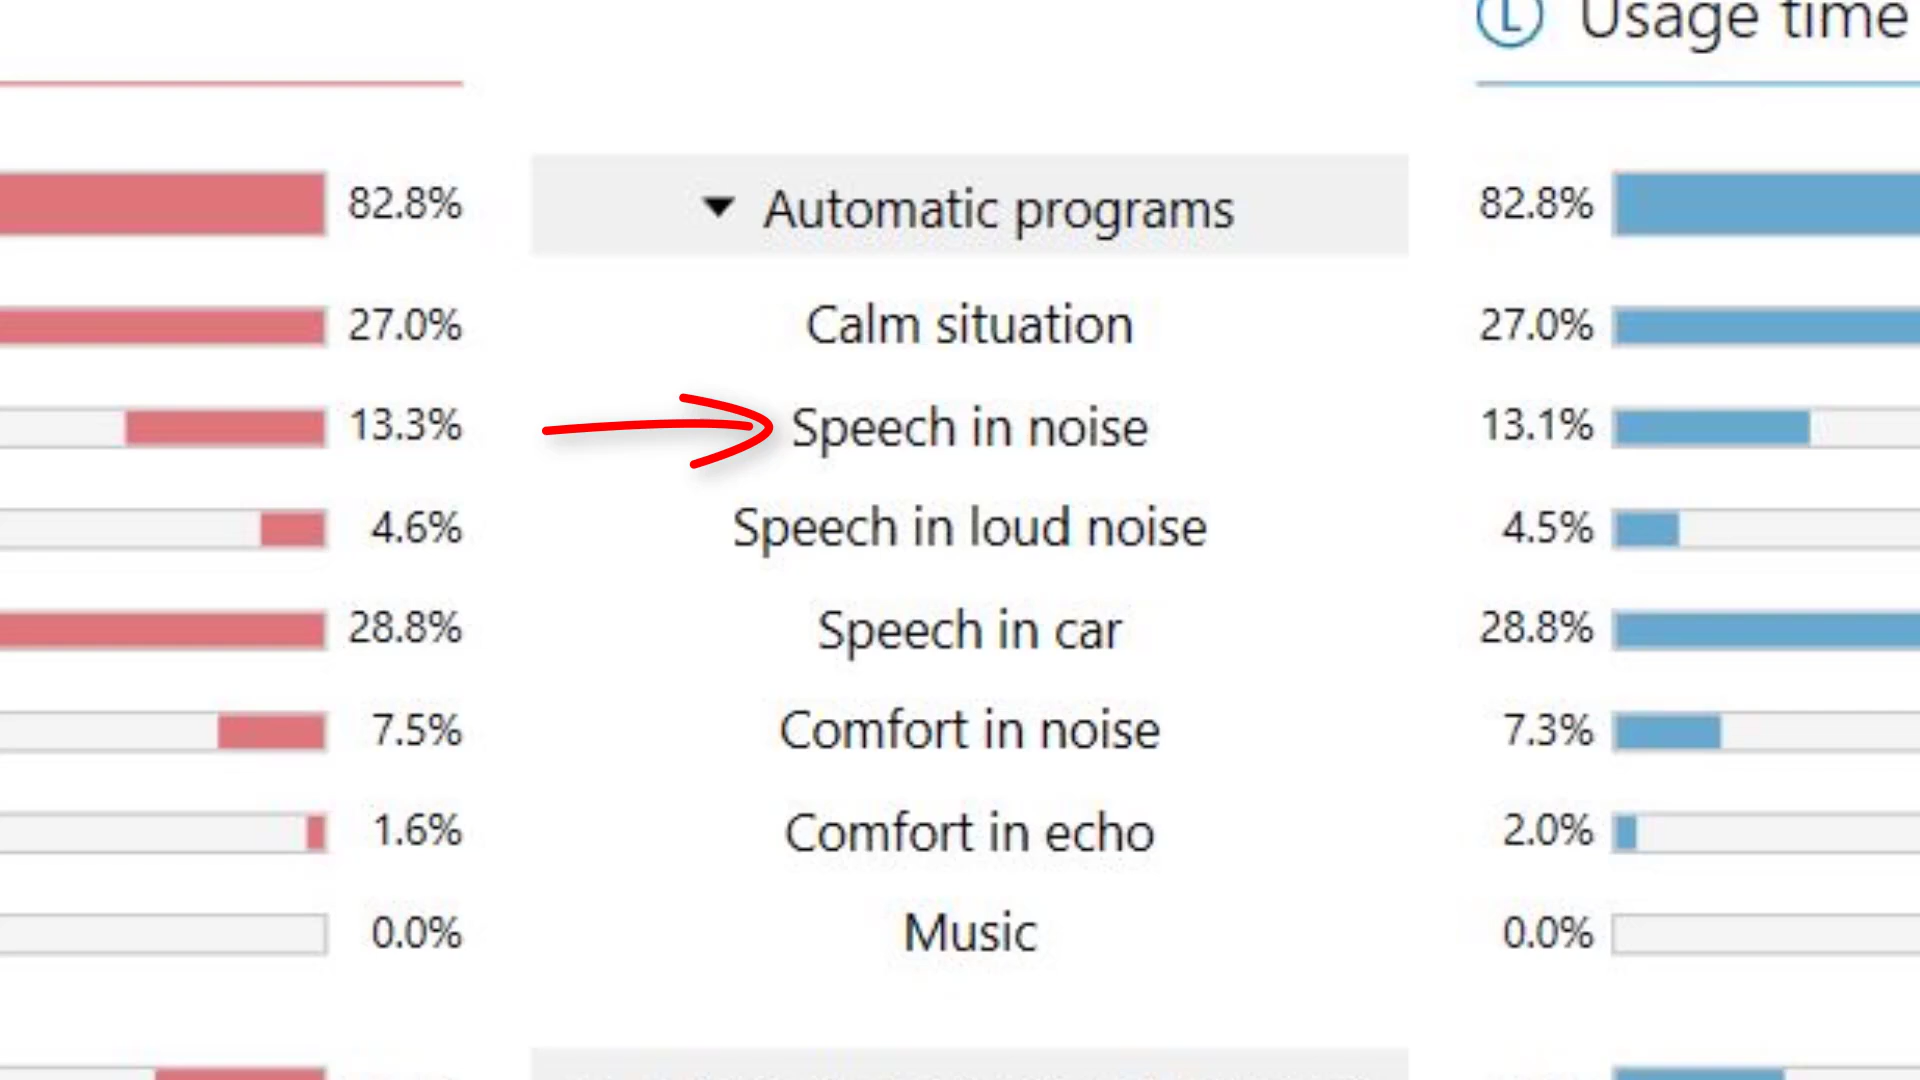 Ⓛ Usage time
82.8% Automatic programs 82.8%
27.0% Calm situation 27.0%
13.3% Speech in noise 13.1%
4.6% Speech in loud noise 4.5%
28.8% Speech in car 28.8%
7.5% Comfort in noise 7.3%
1.6% Comfort in echo 2.0%
0.0% Music 0.0%